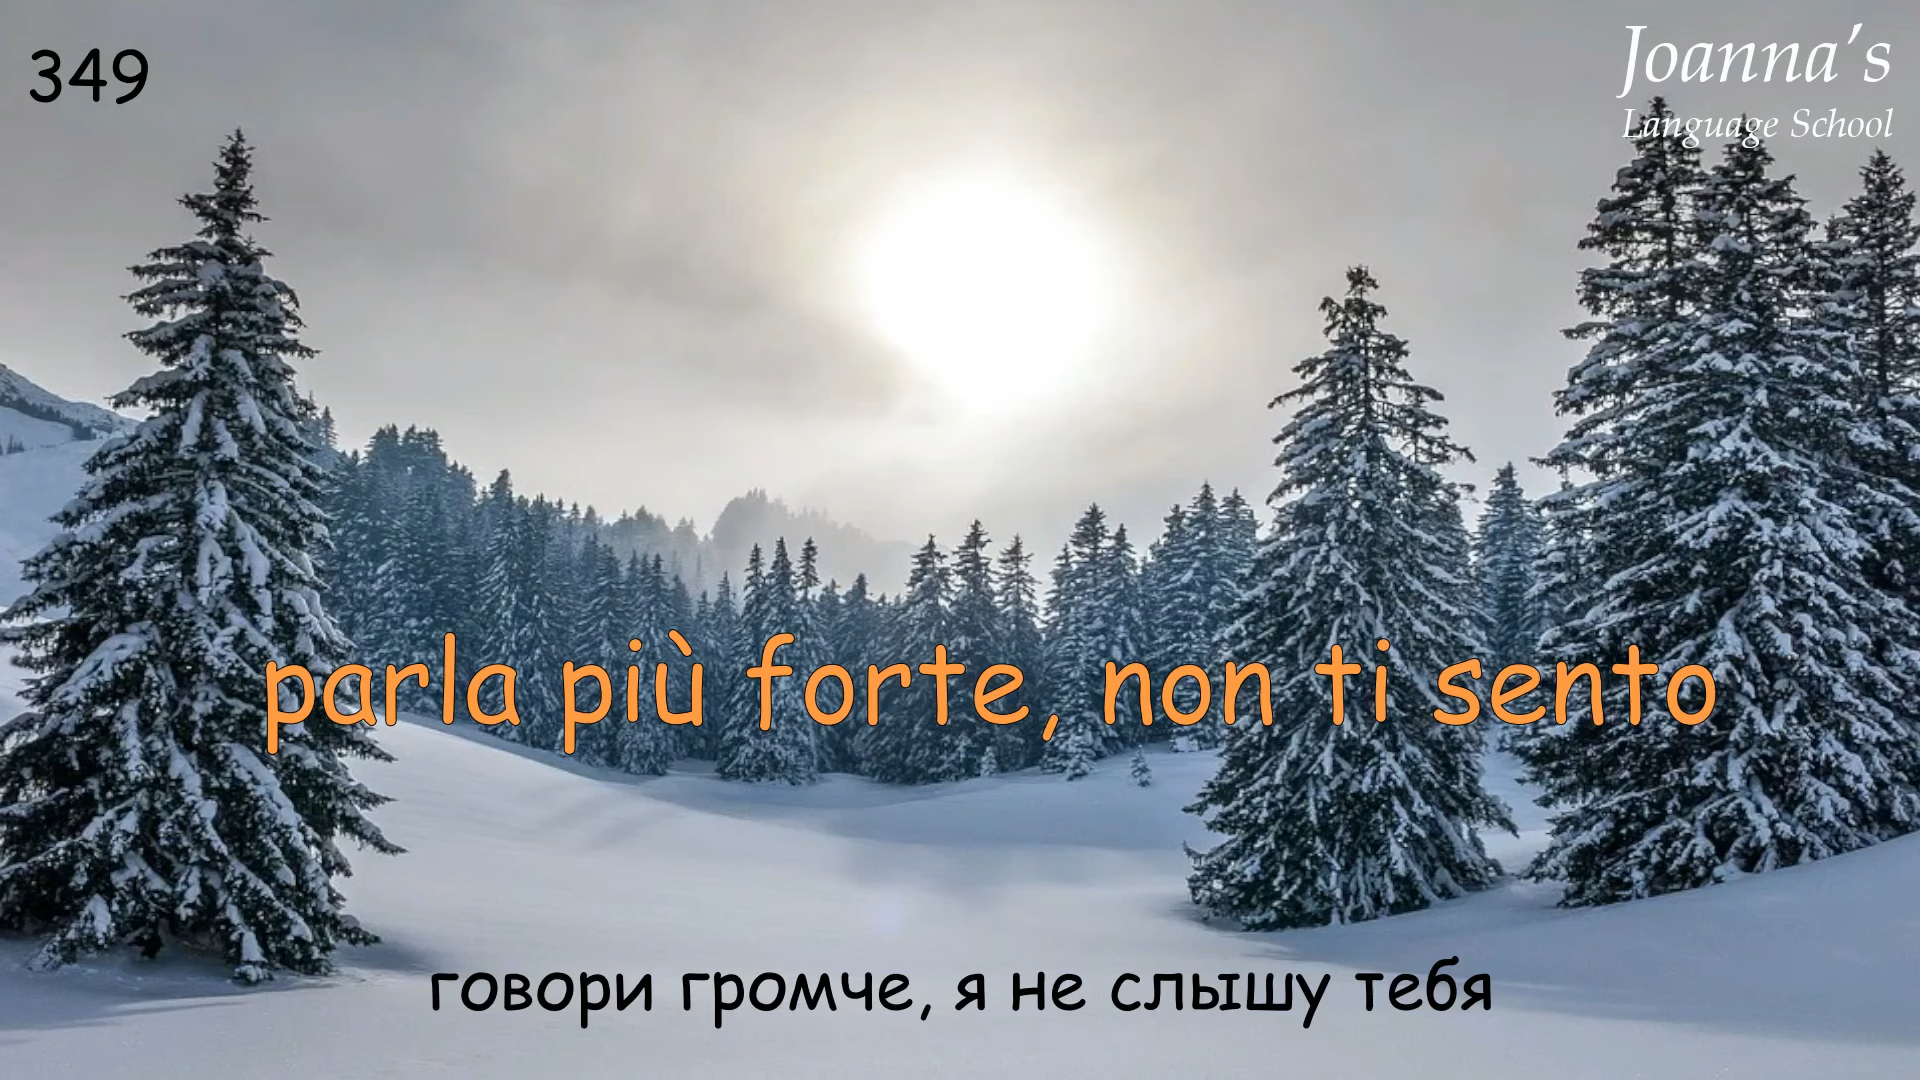 349
Joanna's
Language School
parla più forte, non ti sento
говори громче, я не слышу тебя